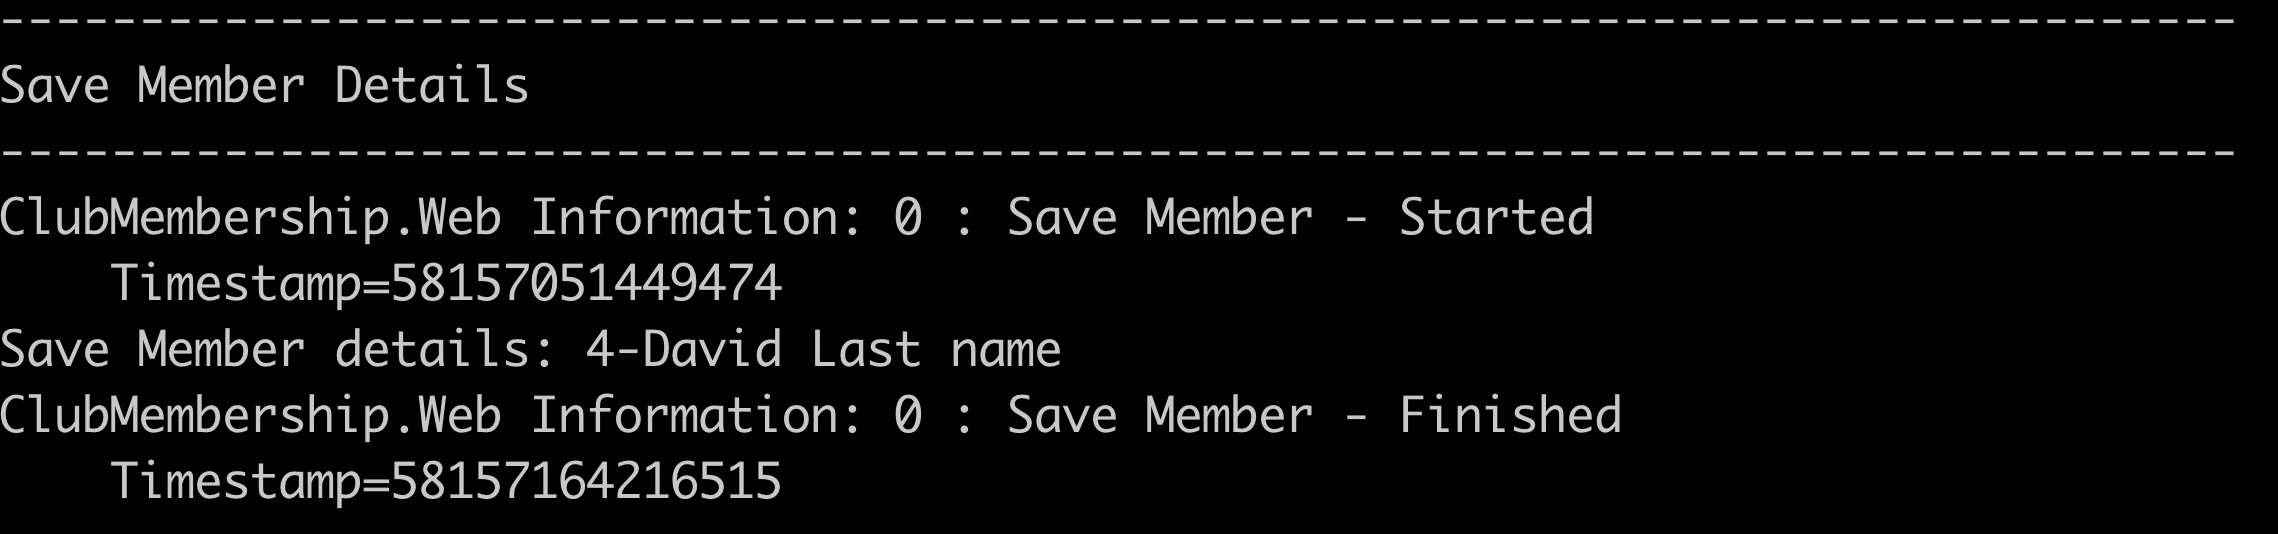 --------------------------------------------------------------------------------
Save Member Details
--------------------------------------------------------------------------------
ClubMembership.Web Information: 0 : Save Member - Started
    Timestamp=58157051449474
Save Member details: 4-David Last name
ClubMembership.Web Information: 0 : Save Member - Finished
    Timestamp=58157164216515